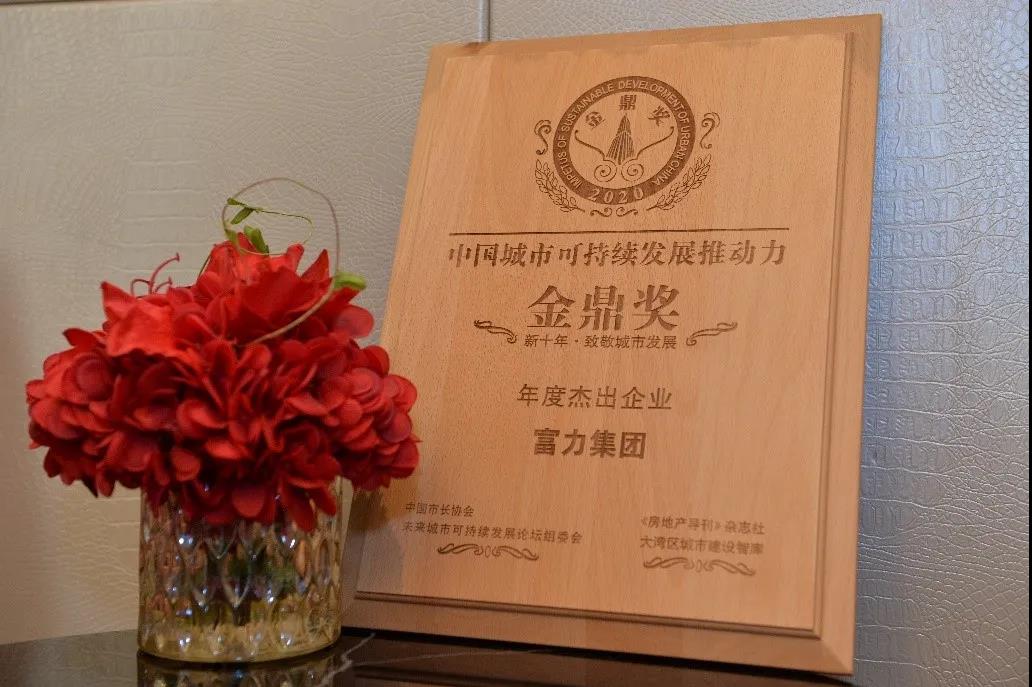 IMPETUS OF SUSTAINABLE DEVELOPMENT OF URBAN CHINA
金鼎奖
2020
中国城市可持续发展推动力
金鼎奖
新十年·致敬城市发展
年度杰出企业
富力集团
中国市长协会
未来城市可持续发展论坛组委会
《房地产导刊》杂志社
大湾区城市建设智库